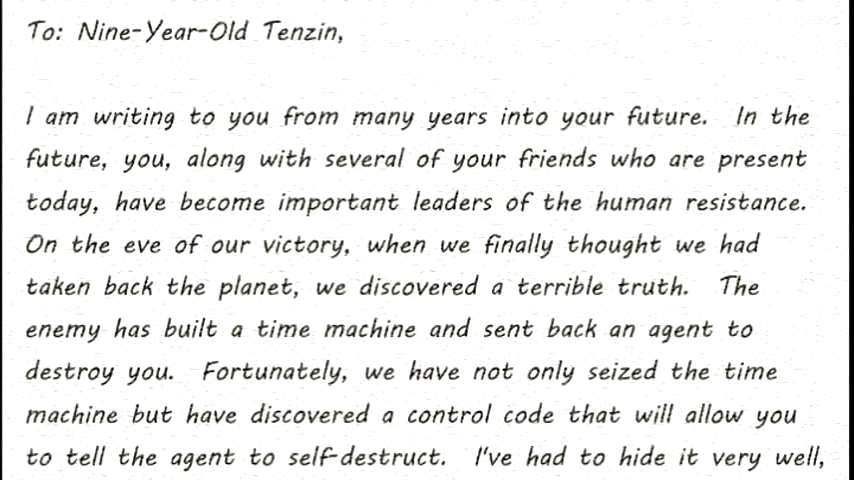 To: Nine-Year-Old Tenzin,
I am writing to you from many years into your future. In the
future, you, along with several of your friends who are present
today, have become important leaders of the human resistance.
On the eve of our victory, when we finally thought we had
taken back the planet, we discovered a terrible truth. The
enemy has built a time machine and sent back an agent to
destroy you. Fortunately, we have not only seized the time
machine but have discovered a control code that will allow you
to tell the agent to self-destruct. I've had to hide it very well,